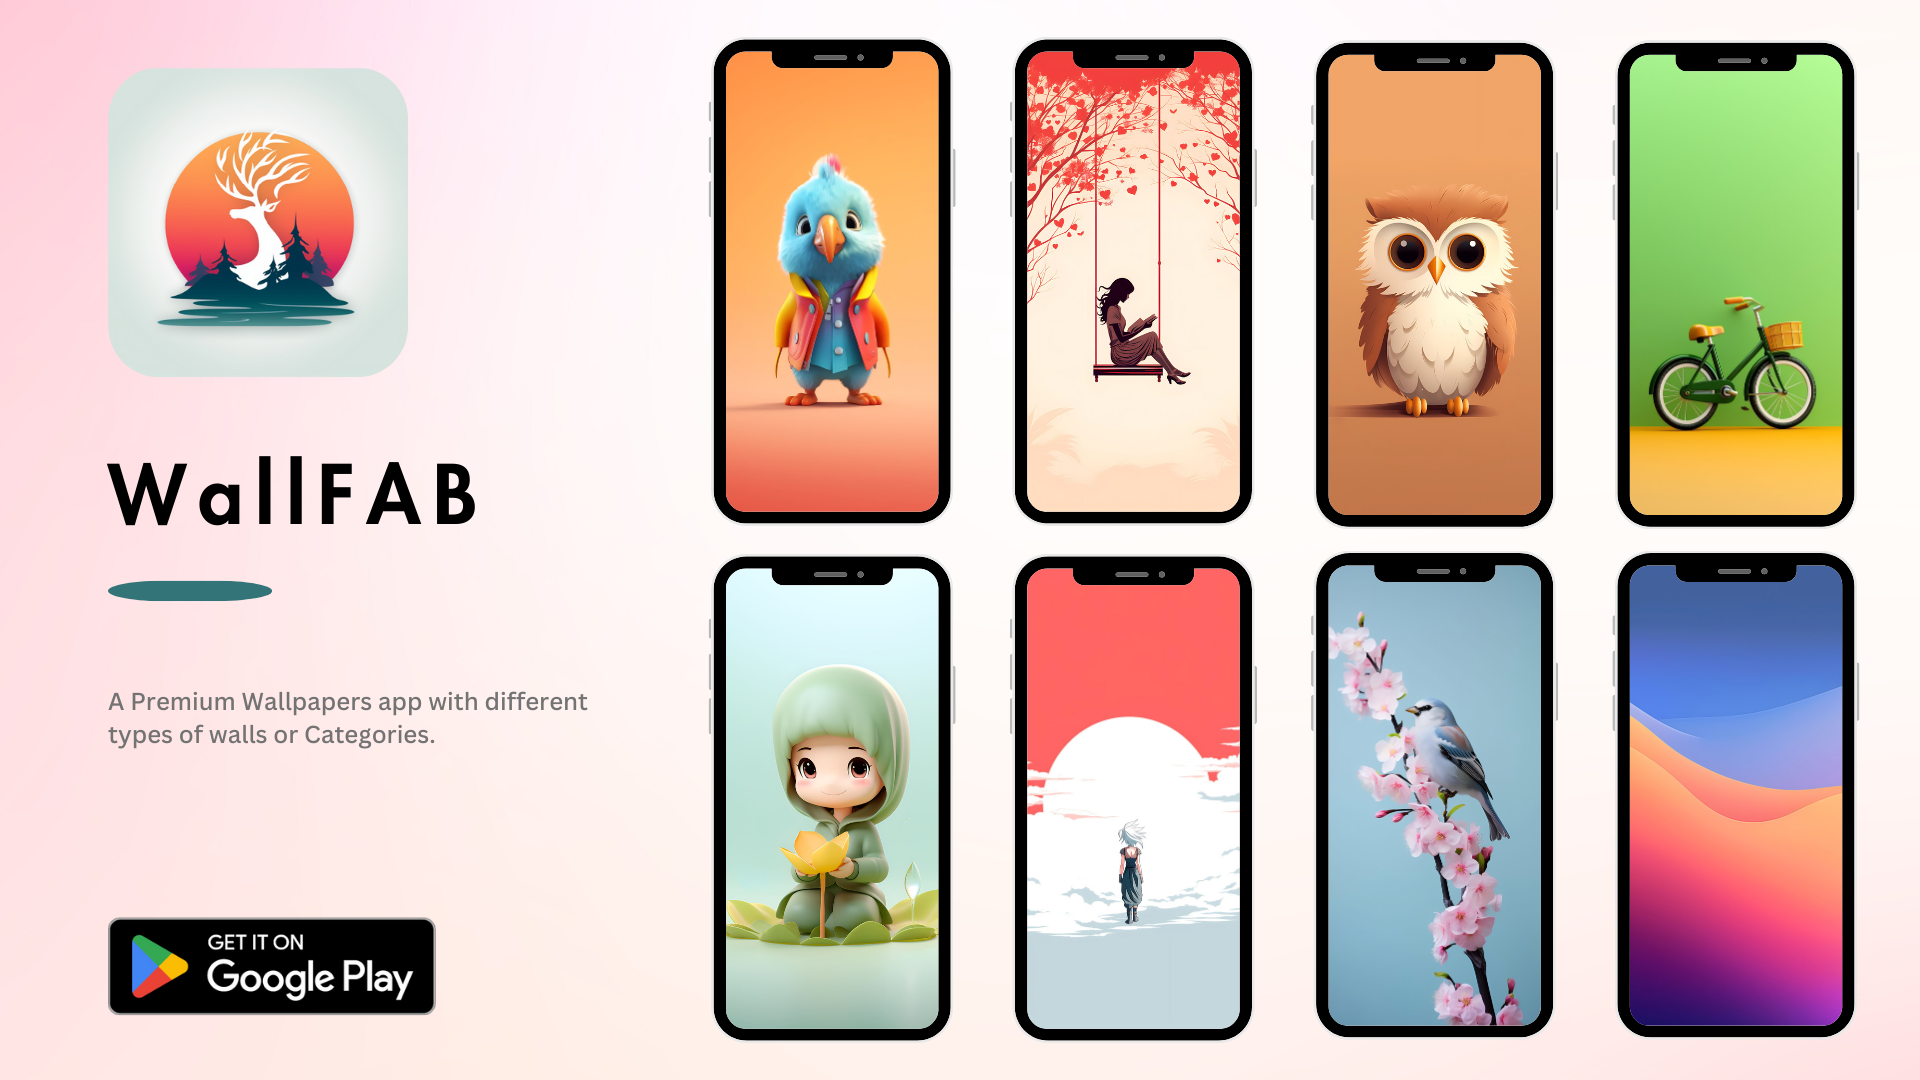 WallFAB
A Premium Wallpapers app with different
types of walls or Categories.
GET IT ON
Google Play